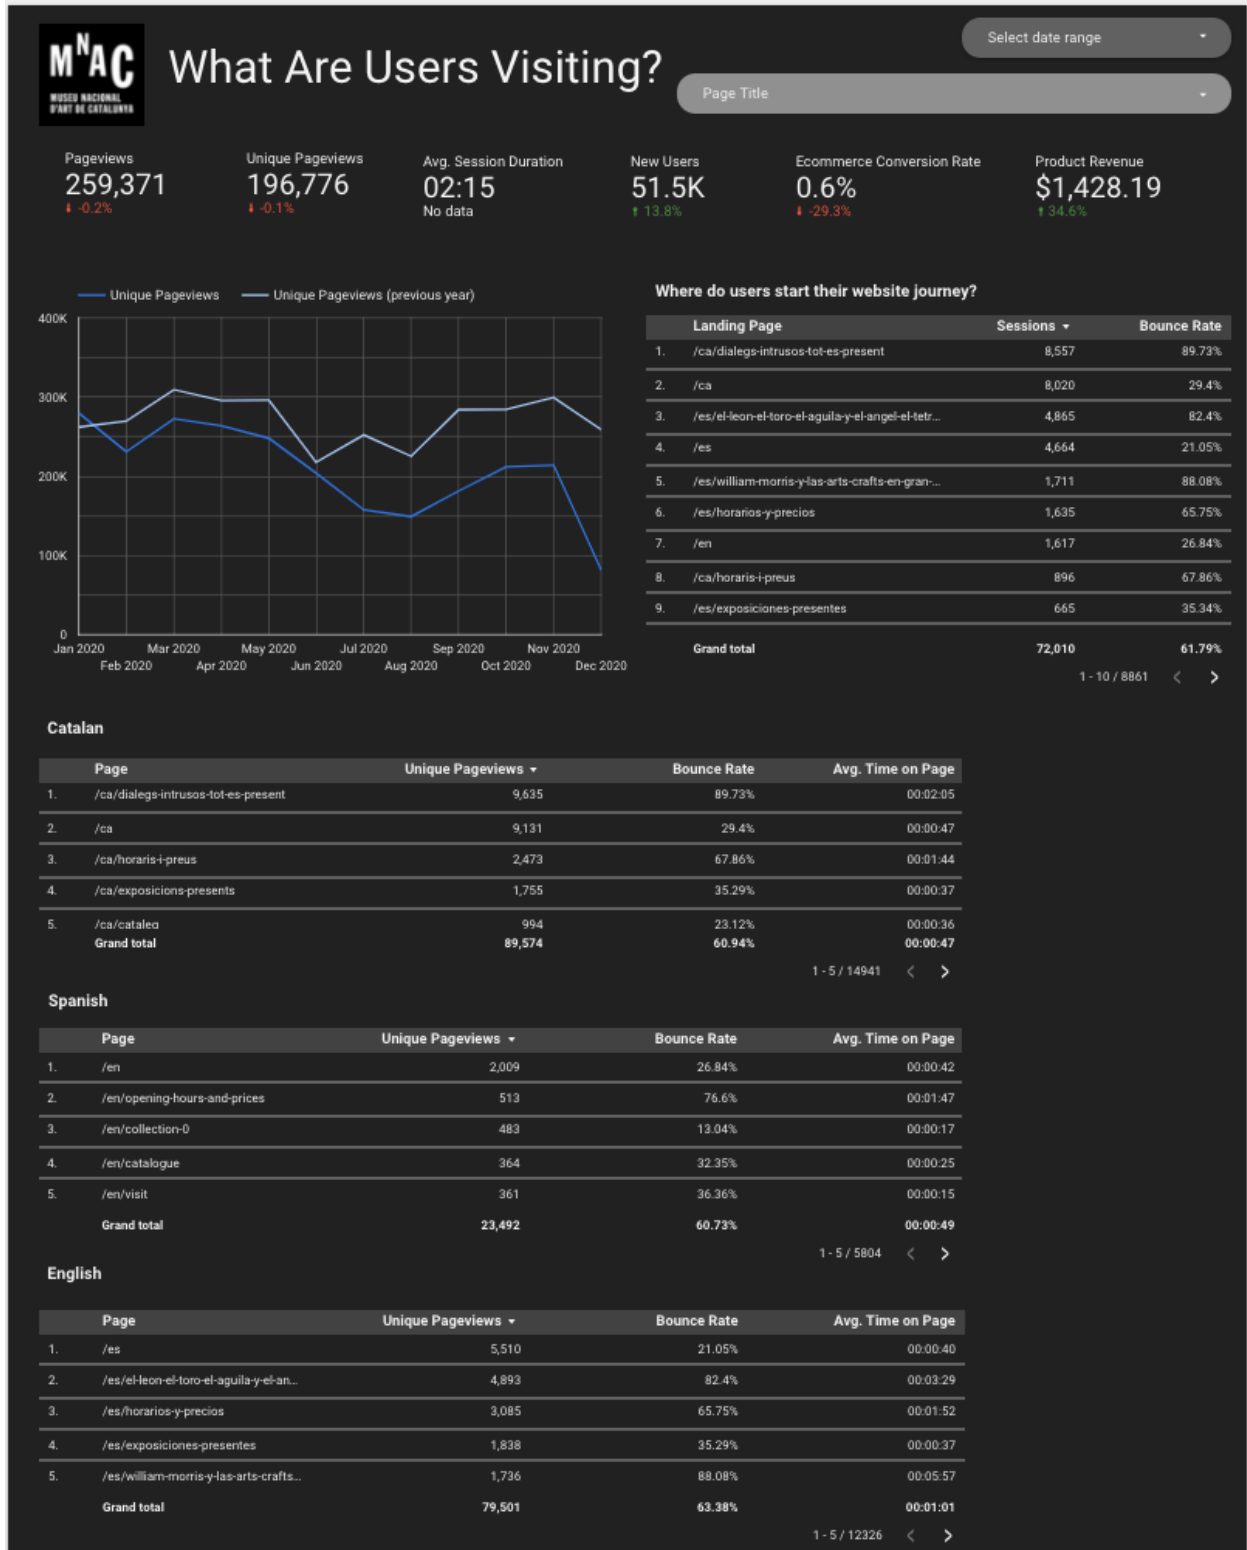 MNAC
MUSEU NACIONAL
D'ART DE CATALUNYA
What Are Users Visiting?
Select date range
Page Title
Pageviews
259,371
-0.2%
Unique Pageviews
196,776
-0.1%
Avg. Session Duration
02:15
No data
New Users
51.5K
13.8%
Ecommerce Conversion Rate
0.6%
-29.3%
Product Revenue
$1,428.19
34.6%
Unique Pageviews Unique Pageviews (previous year)
400K
300K
200K
100K
0
Jan 2020 Mar 2020 May 2020 Jul 2020 Sep 2020 Nov 2020
Feb 2020 Apr 2020 Jun 2020 Aug 2020 Oct 2020 Dec 2020
Where do users start their website journey?
Landing Page Sessions Bounce Rate
1. /ca/dialegs-intrusos-tot-es-present 8,557 89.73%
2. /ca 8,020 29.4%
3. /es/el-leon-el-toro-el-aguila-y-el-angel-el-tetr... 4,865 82.4%
4. /es 4,664 21.05%
5. /es/william-morris-y-las-arts-crafts-en-gran-... 1,711 88.08%
6. /es/horarios-y-precios 1,635 65.75%
7. /en 1,617 26.84%
8. /ca/horaris-i-preus 896 67.86%
9. /es/exposiciones-presentes 665 35.34%
Grand total 72,010 61.79%
1 - 10 / 8861
Catalan
Page Unique Pageviews Bounce Rate Avg. Time on Page
1. /ca/dialegs-intrusos-tot-es-present 9,635 89.73% 00:02:05
2. /ca 9,131 29.4% 00:00:47
3. /ca/horaris-i-preus 2,473 67.86% 00:01:44
4. /ca/exposicions-presents 1,755 35.29% 00:00:37
5. /ca/cataleg 994 23.12% 00:00:36
Grand total 89,574 60.94% 00:00:47
1 - 5 / 14941
Spanish
Page Unique Pageviews Bounce Rate Avg. Time on Page
1. /en 2,009 26.84% 00:00:42
2. /en/opening-hours-and-prices 513 76.6% 00:01:47
3. /en/collection-0 483 13.04% 00:00:17
4. /en/catalogue 364 32.35% 00:00:25
5. /en/visit 361 36.36% 00:00:15
Grand total 23,492 60.73% 00:00:49
1 - 5 / 5804
English
Page Unique Pageviews Bounce Rate Avg. Time on Page
1. /es 5,510 21.05% 00:00:40
2. /es/el-leon-el-toro-el-aguila-y-el-an... 4,893 82.4% 00:03:29
3. /es/horarios-y-precios 3,085 65.75% 00:01:52
4. /es/exposiciones-presentes 1,838 35.29% 00:00:37
5. /es/william-morris-y-las-arts-crafts... 1,736 88.08% 00:05:57
Grand total 79,501 63.38% 00:01:01
1 - 5 / 12326